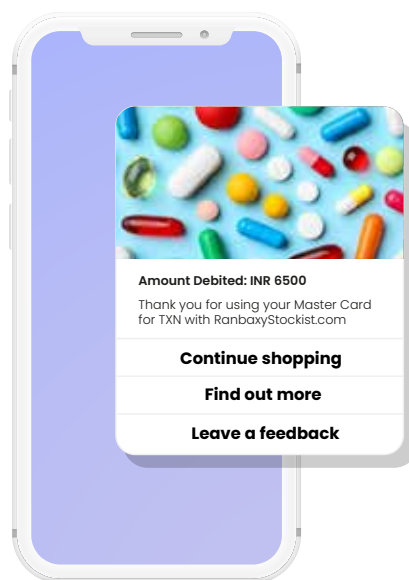 Amount Debited: INR 6500
Thank you for using your Master Card
for TXN with RanbaxyStockist.com
Continue shopping
Find out more
Leave a feedback